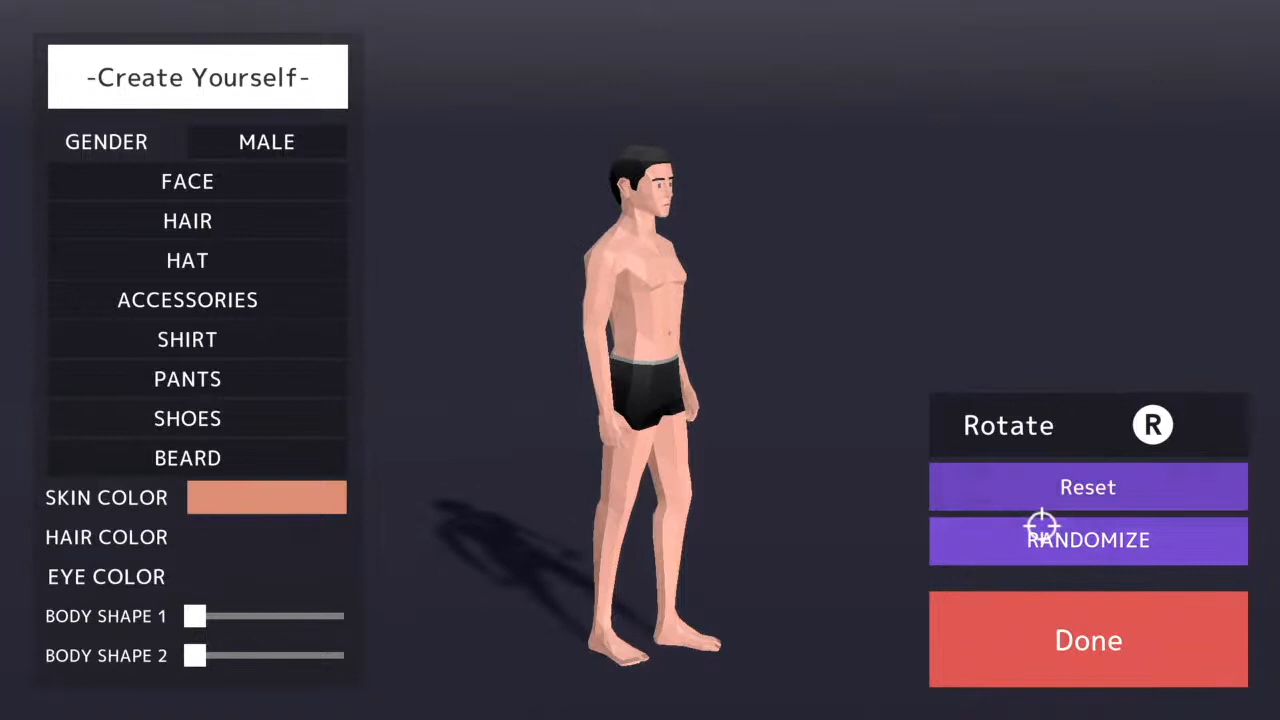 -Create Yourself-
GENDER MALE
FACE
HAIR
HAT
ACCESSORIES
SHIRT
PANTS
SHOES
BEARD
SKIN COLOR
HAIR COLOR
EYE COLOR
BODY SHAPE 1
BODY SHAPE 2
Rotate R
Reset
RANDOMIZE
Done